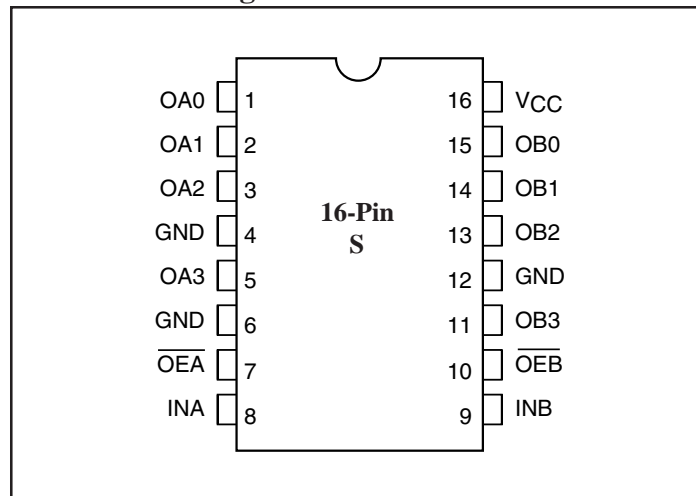 OA0 1 16 VCC
OA1 2 15 OB0
OA2 3 14 OB1
GND 4 13 OB2
OA3 5 12 GND
GND 6 11 OB3
OEA 7 10 OEB
INA 8 9 INB
16-Pin
S